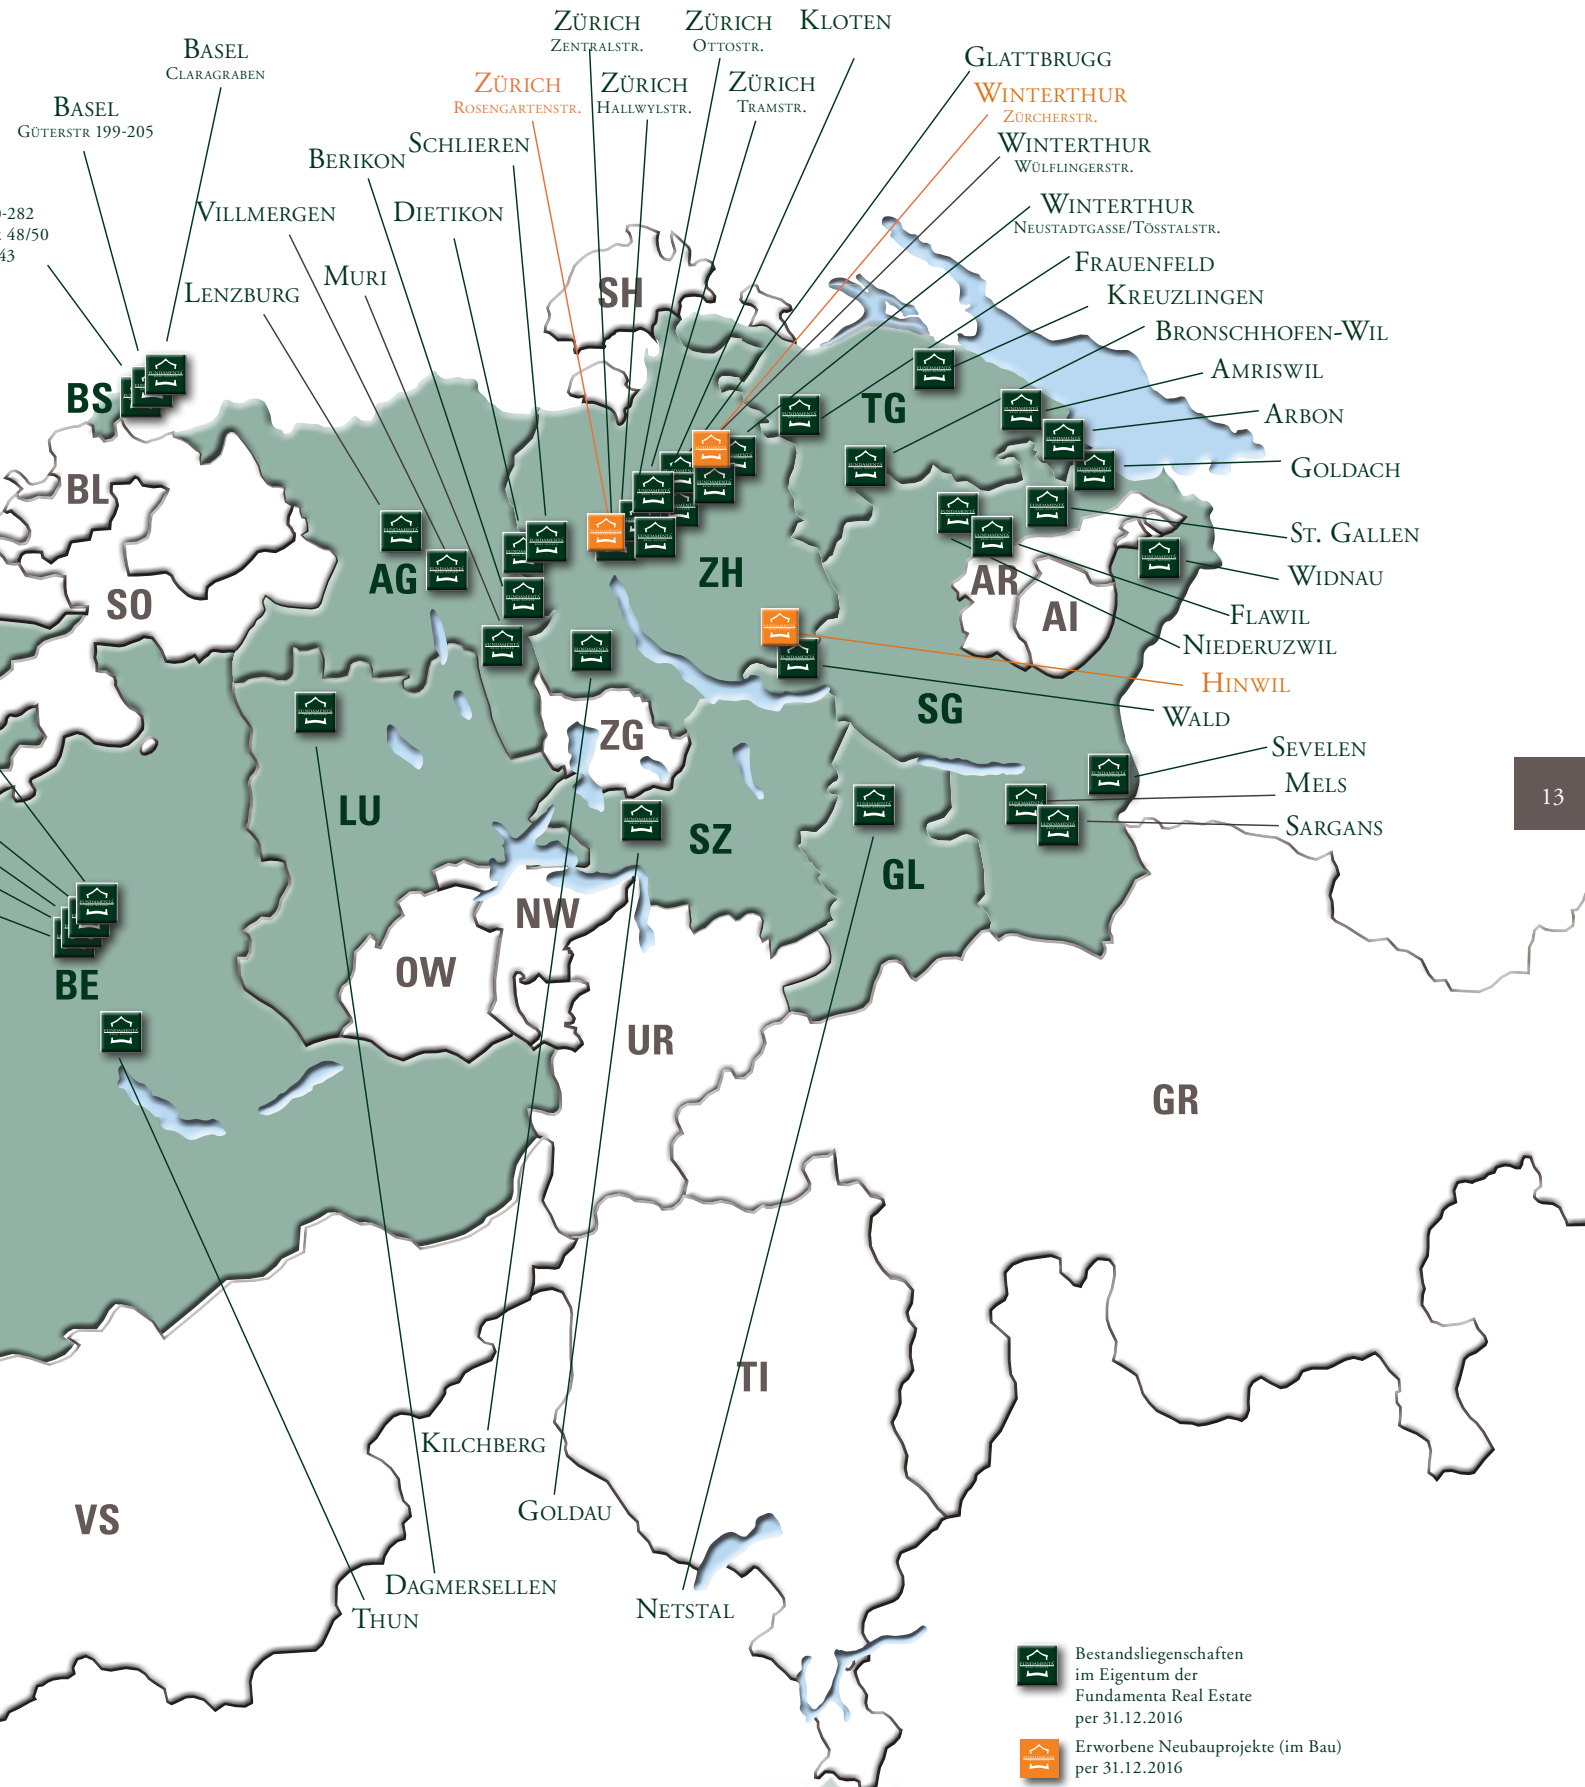 Zürich
Zentralstr.
Zürich
Ottostr.
Kloten
Basel
Claragraben
Glattbrugg
Zürich
Rosengartenstr.
Zürich
Hallwylstr.
Zürich
Tramstr.
Winterthur
Zürcherstr.
Basel
Güterstr 199-205
Schlieren
Berikon
Winterthur
Wülflingerstr.
-282
48/50
43
Villmergen
Dietikon
Winterthur
Neustadtgasse/Tösstalstr.
Frauenfeld
Muri
Lenzburg
Kreuzlingen
Bronschhofen-Wil
Amriswil
Arbon
Goldach
St. Gallen
Widnau
Flawil
Niederuzwil
Hinwil
Wald
Sevelen
Mels
Sargans
13
SH
BS
TG
BL
AG
ZH
SO
AR
AI
SG
ZG
LU
SZ
GL
NW
OW
BE
UR
GR
TI
VS
Kilchberg
Goldau
Dagmersellen
Thun
Netstal
Bestandsliegenschaften
im Eigentum der
Fundamenta Real Estate
per 31.12.2016
Erworbene Neubauprojekte (im Bau)
per 31.12.2016